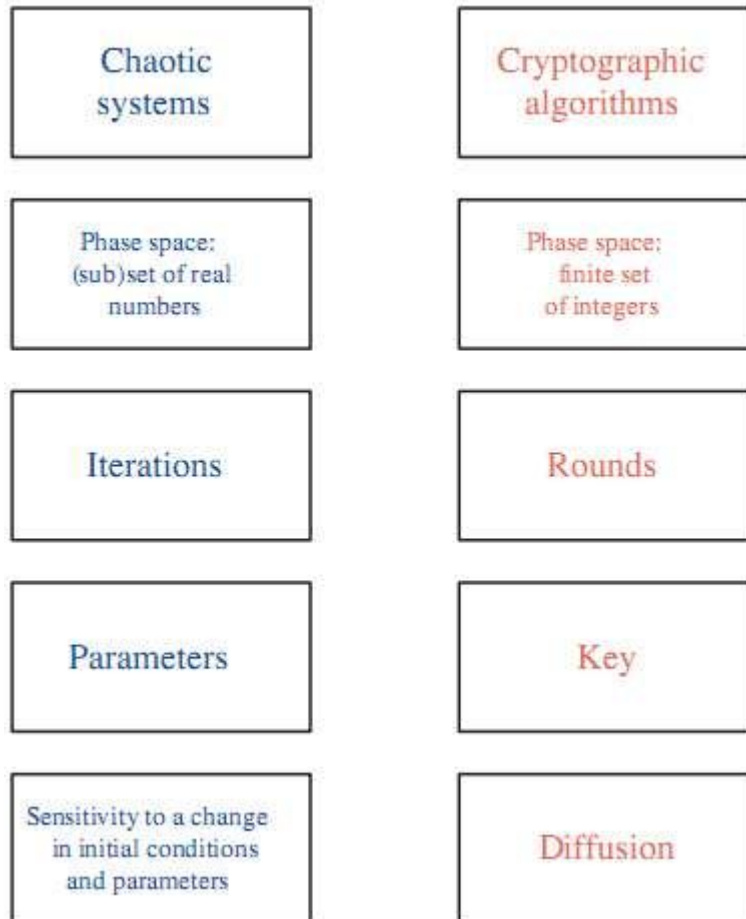 Chaotic
systems
Cryptographic
algorithms
Phase space:
(sub)set of real
numbers
Phase space:
finite set
of integers
Iterations
Rounds
Parameters
Key
Sensitivity to a change
in initial conditions
and parameters
Diffusion